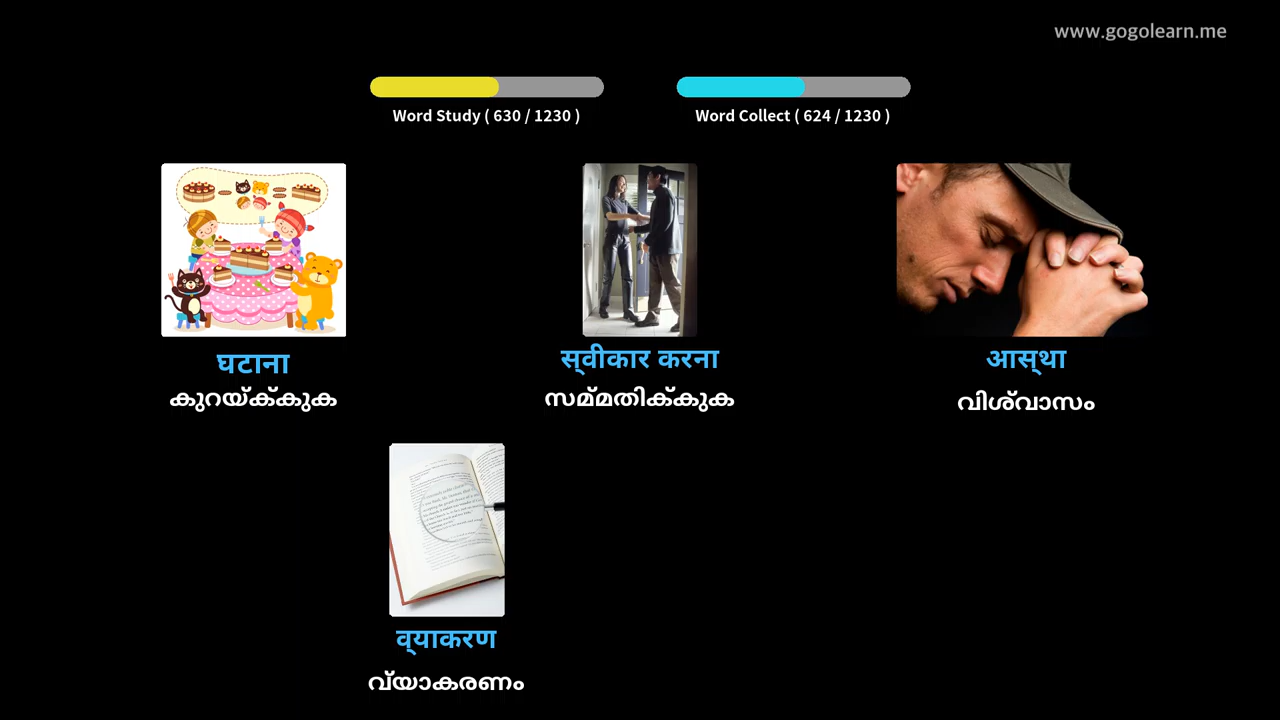 www.gogolearn.me
Word Study ( 630 / 1230 )
Word Collect ( 624 / 1230 )
घटाना
स्वीकार करना
आस्था
കുറയ്ക്കുക
സമ്മതിക്കുക
വിശ്വാസം
व्याकरण
വ്യാകരണം